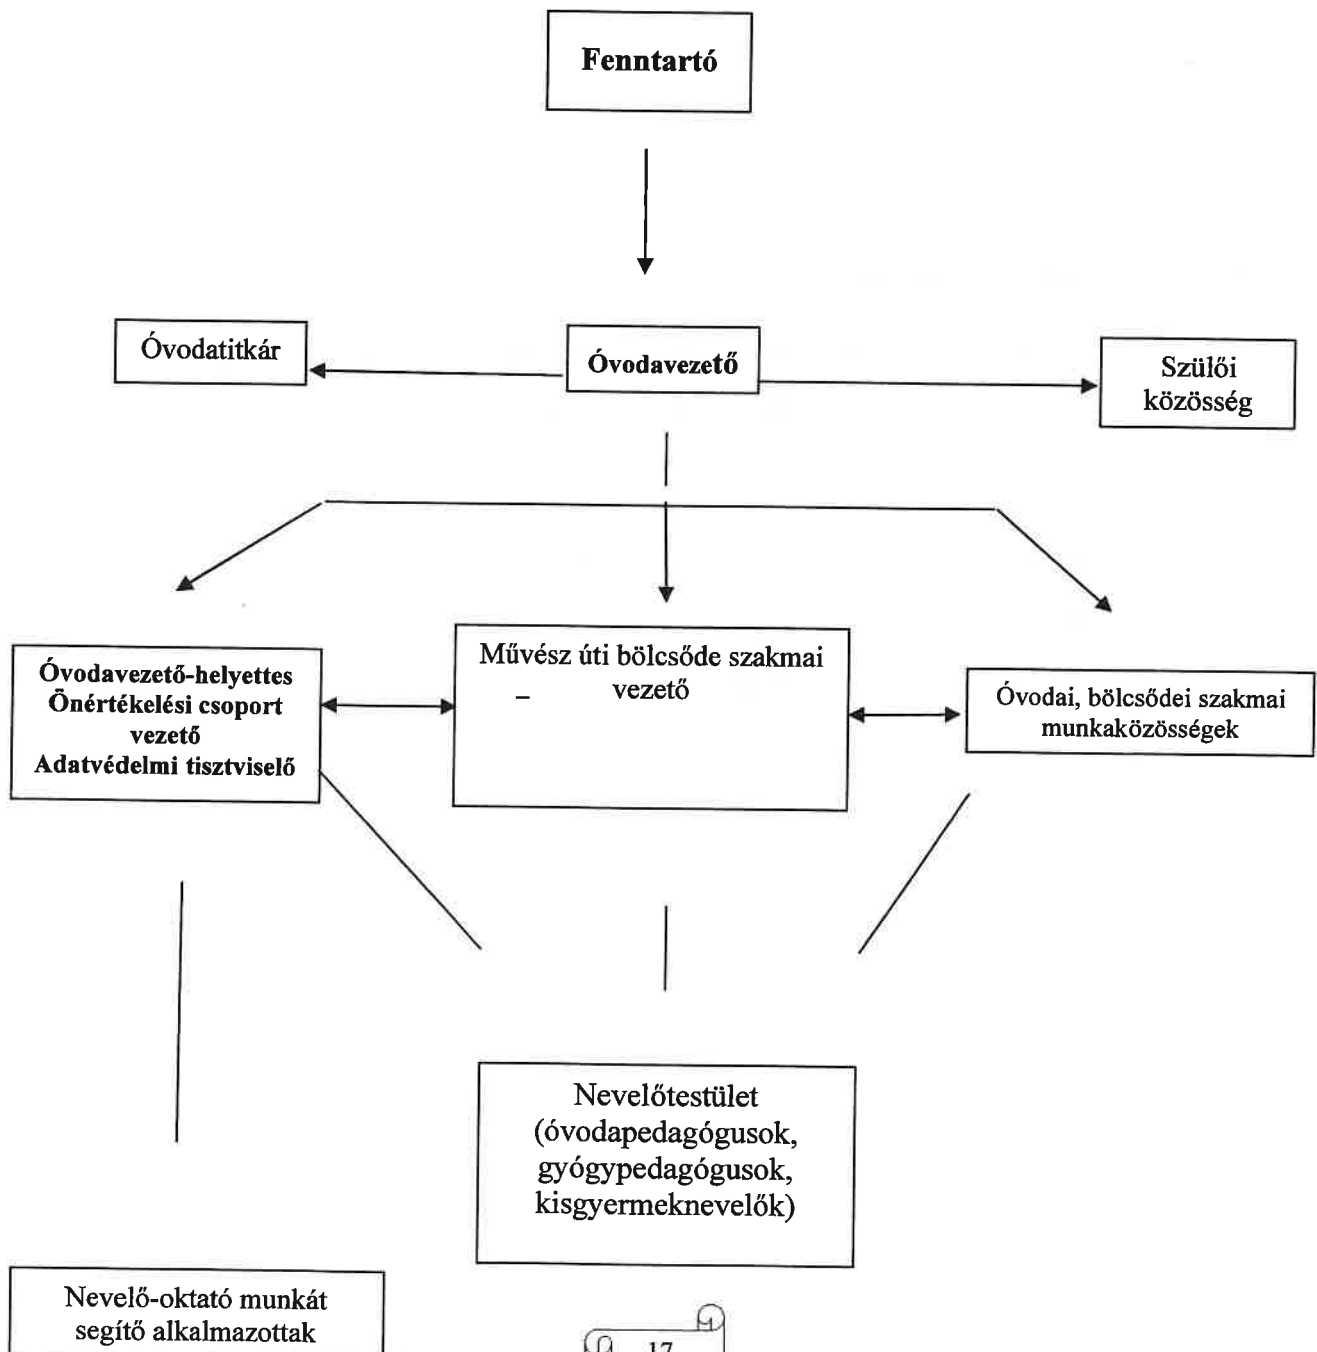 Fenntartó
Óvodatitkár
Óvodavezető
Szülői
közösség
Óvodavezető-helyettes
Önértékelési csoport
vezető
Adatvédelmi tisztviselő
Művész úti bölcsőde szakmai
– vezető
Óvodai, bölcsődei szakmai
munkaközösségek
Nevelőtestület
(óvodapedagógusok,
gyógypedagógusok,
kisgyermeknevelők)
Nevelő-oktató munkát
segítő alkalmazottak
17